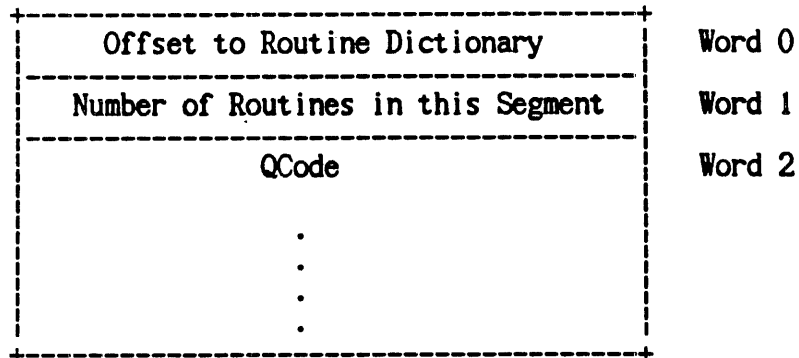 Offset to Routine Dictionary Word 0
Number of Routines in this Segment Word 1
QCode Word 2
.
.
.
.